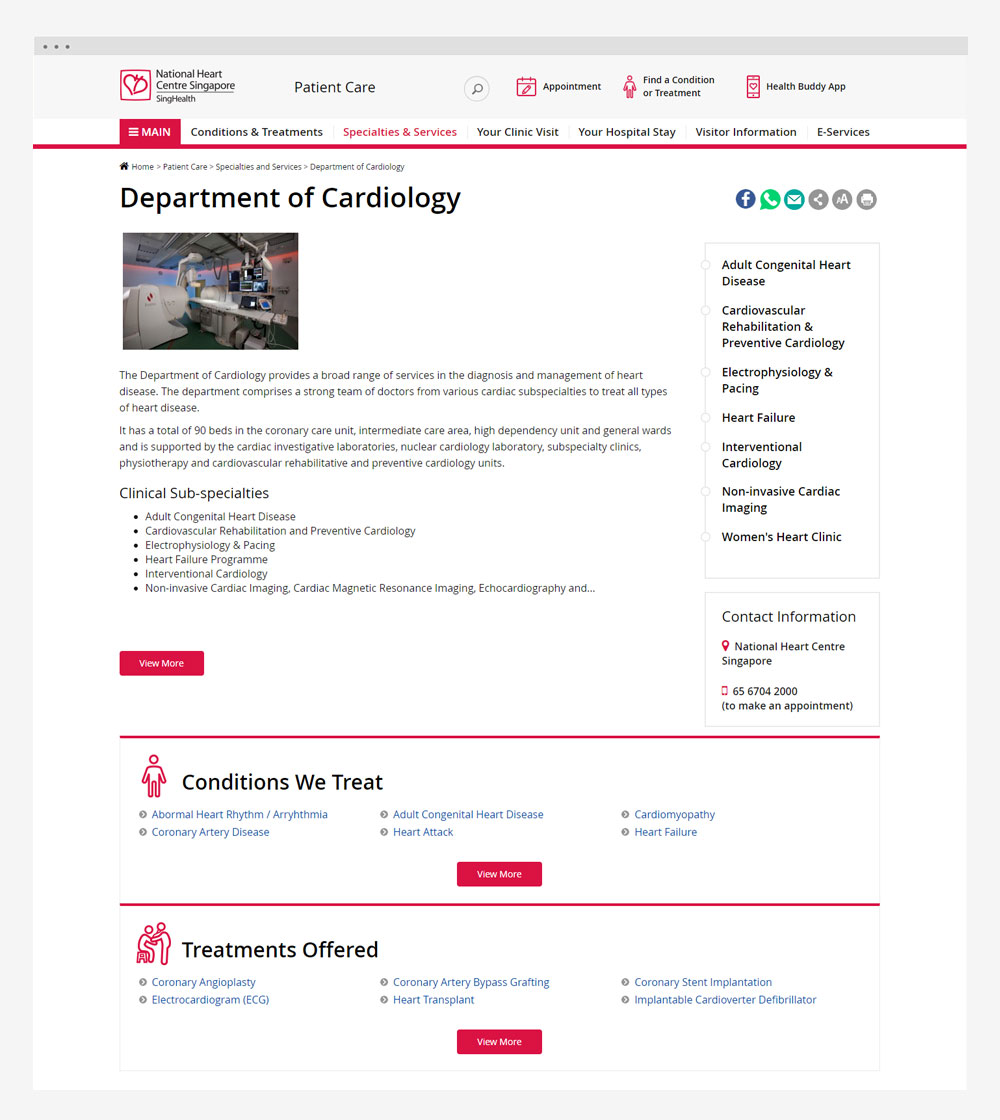 National Heart
Centre Singapore
SingHealth
Patient Care
Appointment
Find a Condition
or Treatment
Health Buddy App
MAIN
Conditions & Treatments
Specialties & Services
Your Clinic Visit
Your Hospital Stay
Visitor Information
E-Services
Home > Patient Care > Specialties and Services > Department of Cardiology
Department of Cardiology
AA
The Department of Cardiology provides a broad range of services in the diagnosis and management of heart
disease. The department comprises a strong team of doctors from various cardiac subspecialties to treat all types
of heart disease.
It has a total of 90 beds in the coronary care unit, intermediate care area, high dependency unit and general wards
and is supported by the cardiac investigative laboratories, nuclear cardiology laboratory, subspecialty clinics,
physiotherapy and cardiovascular rehabilitative and preventive cardiology units.
Clinical Sub-specialties
Adult Congenital Heart Disease
Cardiovascular Rehabilitation and Preventive Cardiology
Electrophysiology & Pacing
Heart Failure Programme
Interventional Cardiology
Non-invasive Cardiac Imaging, Cardiac Magnetic Resonance Imaging, Echocardiography and...
View More
Adult Congenital Heart
Disease
Cardiovascular
Rehabilitation &
Preventive Cardiology
Electrophysiology &
Pacing
Heart Failure
Interventional
Cardiology
Non-invasive Cardiac
Imaging
Women's Heart Clinic
Contact Information
National Heart Centre
Singapore
65 6704 2000
(to make an appointment)
Conditions We Treat
Abormal Heart Rhythm / Arryhthmia
Adult Congenital Heart Disease
Cardiomyopathy
Coronary Artery Disease
Heart Attack
Heart Failure
View More
Treatments Offered
Coronary Angioplasty
Coronary Artery Bypass Grafting
Coronary Stent Implantation
Electrocardiogram (ECG)
Heart Transplant
Implantable Cardioverter Defibrillator
View More